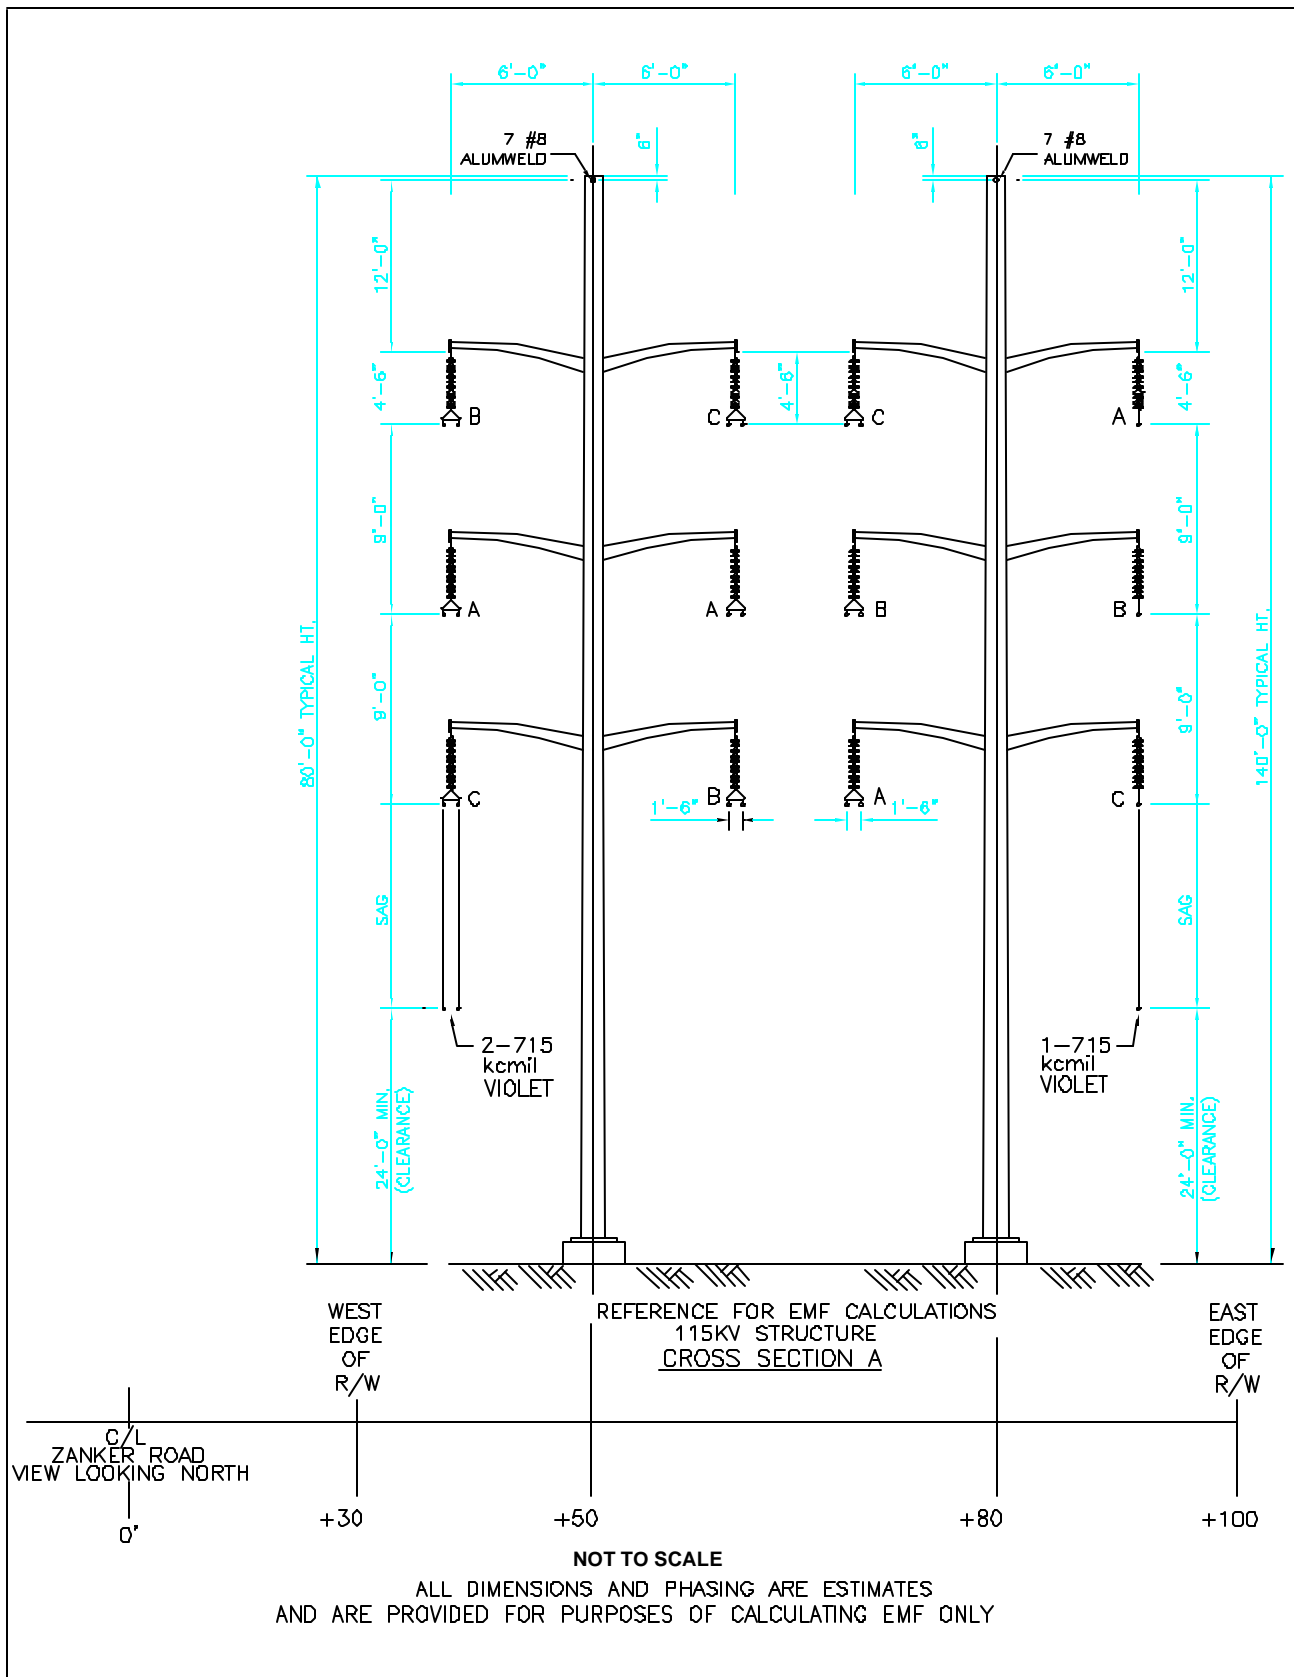 6'-0" 6'-0" 6'-0" 6'-0"
6" 6"
7 #8
ALUMWELD
7 #8
ALUMWELD
12'-0" 12'-0"
4'-6" 4'-6" 4'-6"
B C C A
9'-0" 9'-0"
A A B B
80'-0" TYPICAL HT.
140'-0" TYPICAL HT.
9'-0" 9'-0"
C B A C
1'-6" 1'-6"
SAG SAG
2-715
kcmil
VIOLET
1-715
kcmil
VIOLET
24'-0" MIN.
(CLEARANCE)
24'-0" MIN.
(CLEARANCE)
WEST
EDGE
OF
R/W
REFERENCE FOR EMF CALCULATIONS
115KV STRUCTURE
CROSS SECTION A
EAST
EDGE
OF
R/W
C/L
ZANKER ROAD
VIEW LOOKING NORTH
0' +30 +50 +80 +100
NOT TO SCALE
ALL DIMENSIONS AND PHASING ARE ESTIMATES
AND ARE PROVIDED FOR PURPOSES OF CALCULATING EMF ONLY